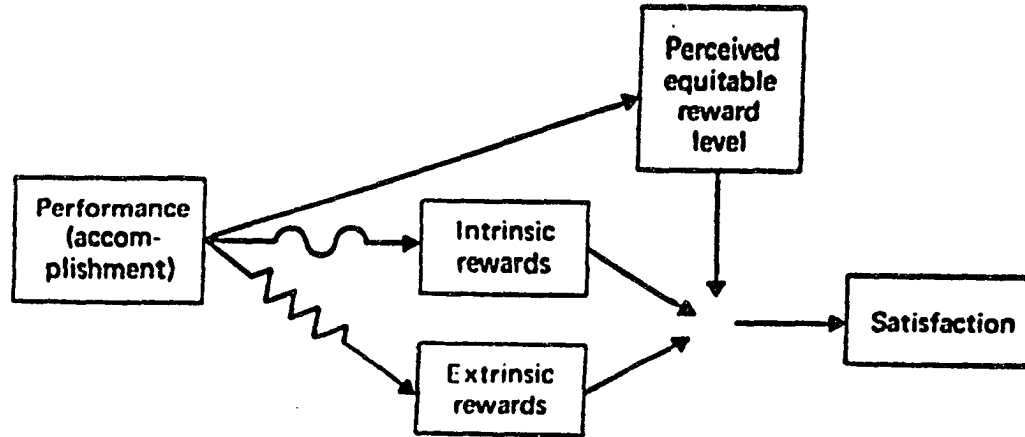 Perceived
equitable
reward
level
Performance
(accom-
plishment)
Intrinsic
rewards
Extrinsic
rewards
Satisfaction